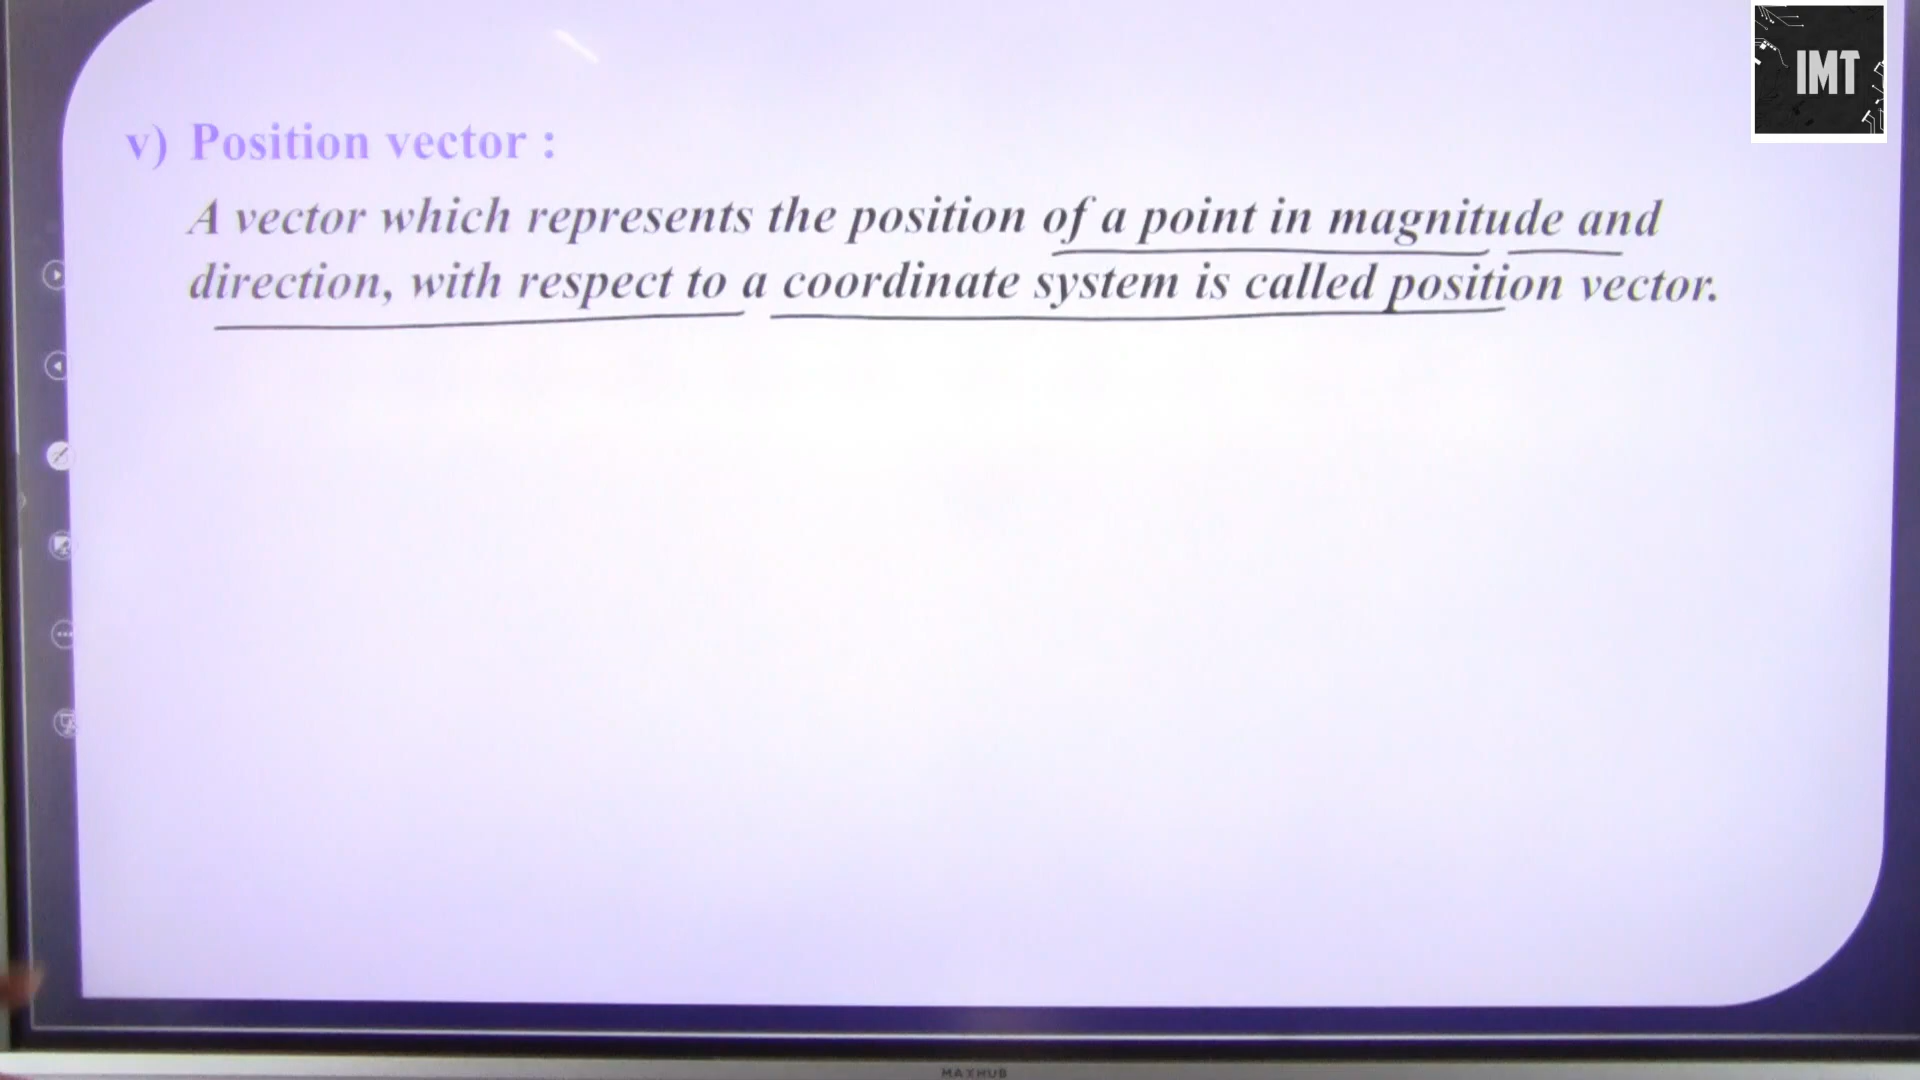 IMT
v) Position vector :
A vector which represents the position of a point in magnitude and
direction, with respect to a coordinate system is called position vector.
MAXHUB